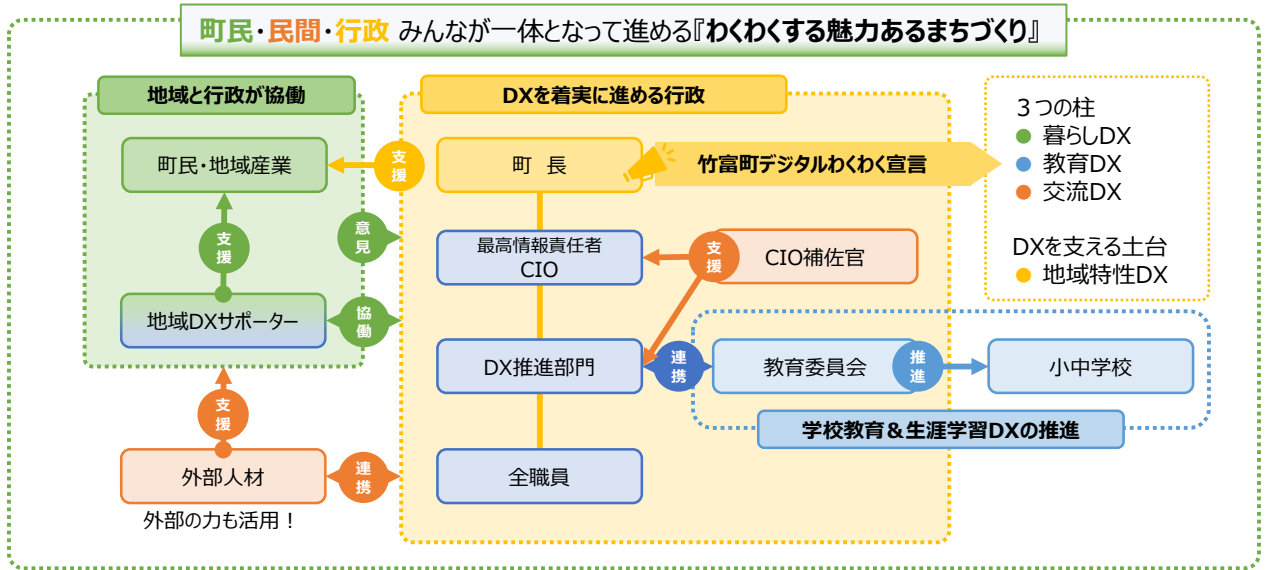 町民・民間・行政 みんなが一体となって進める『わくわくする魅力あるまちづくり』
地域と行政が協働
町民・地域産業
支援
地域DXサポーター
支援
意見
協働
外部人材
外部の力も活用！
支援
連携
DXを着実に進める行政
町 長
竹富町デジタルわくわく宣言
最高情報責任者
CIO
支援
CIO補佐官
DX推進部門
連携
教育委員会
推進
小中学校
学校教育＆生涯学習DXの推進
全職員
３つの柱
暮らしDX
教育DX
交流DX
DXを支える土台
地域特性DX